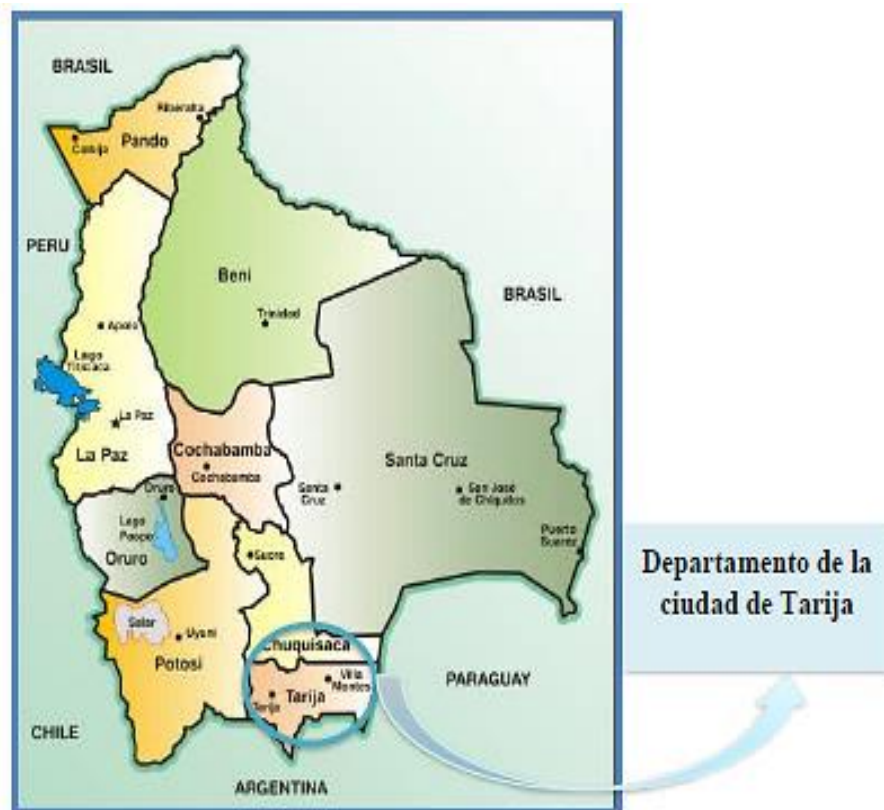 BRASIL
Riberalta
Cobija
Pando
PERU
Beni
BRASIL
Trinidad
Apolo
Lago
Titicaca
La Paz
Cochabamba
La Paz
Cochabamba
Santa Cruz
Santa
Cruz
San José
de Chiquitos
Oruro
Lago
Poopo
Oruro
Puerto
Suarez
Sucre
Departamento de la
ciudad de Tarija
Salar
Uyuni
Potosi
Chuquisaca
Villa
Montes
Tarija
Tarija
PARAGUAY
CHILE
ARGENTINA